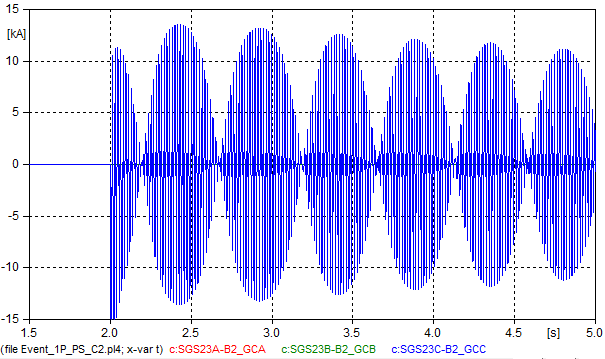 15
[kA]
10
5
0
-5
-10
-15
1.5 2.0 2.5 3.0 3.5 4.0 4.5 [s] 5.0
(file Event_1P_PS_C2.pl4; x-var t) c:SGS23A-B2_GCA c:SGS23B-B2_GCB c:SGS23C-B2_GCC